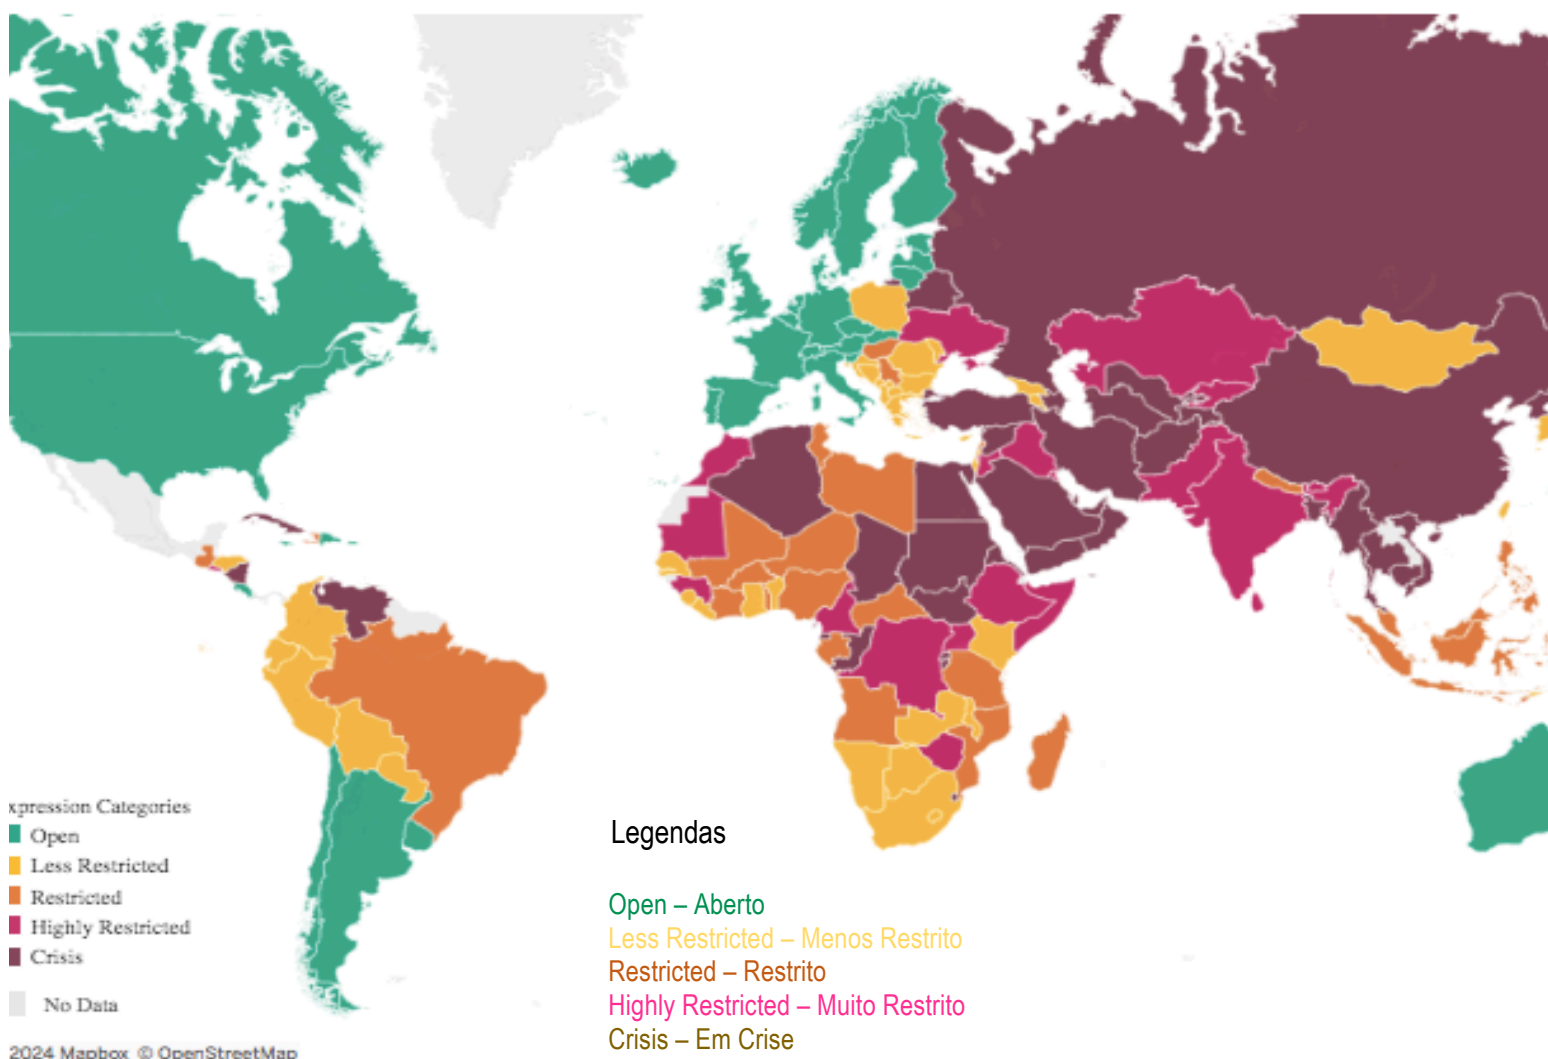 xpression Categories
Open
Less Restricted
Restricted
Highly Restricted
Crisis
No Data
2024 Mapbox © OpenStreetMap
Legendas
Open – Aberto
Less Restricted – Menos Restrito
Restricted – Restrito
Highly Restricted – Muito Restrito
Crisis – Em Crise